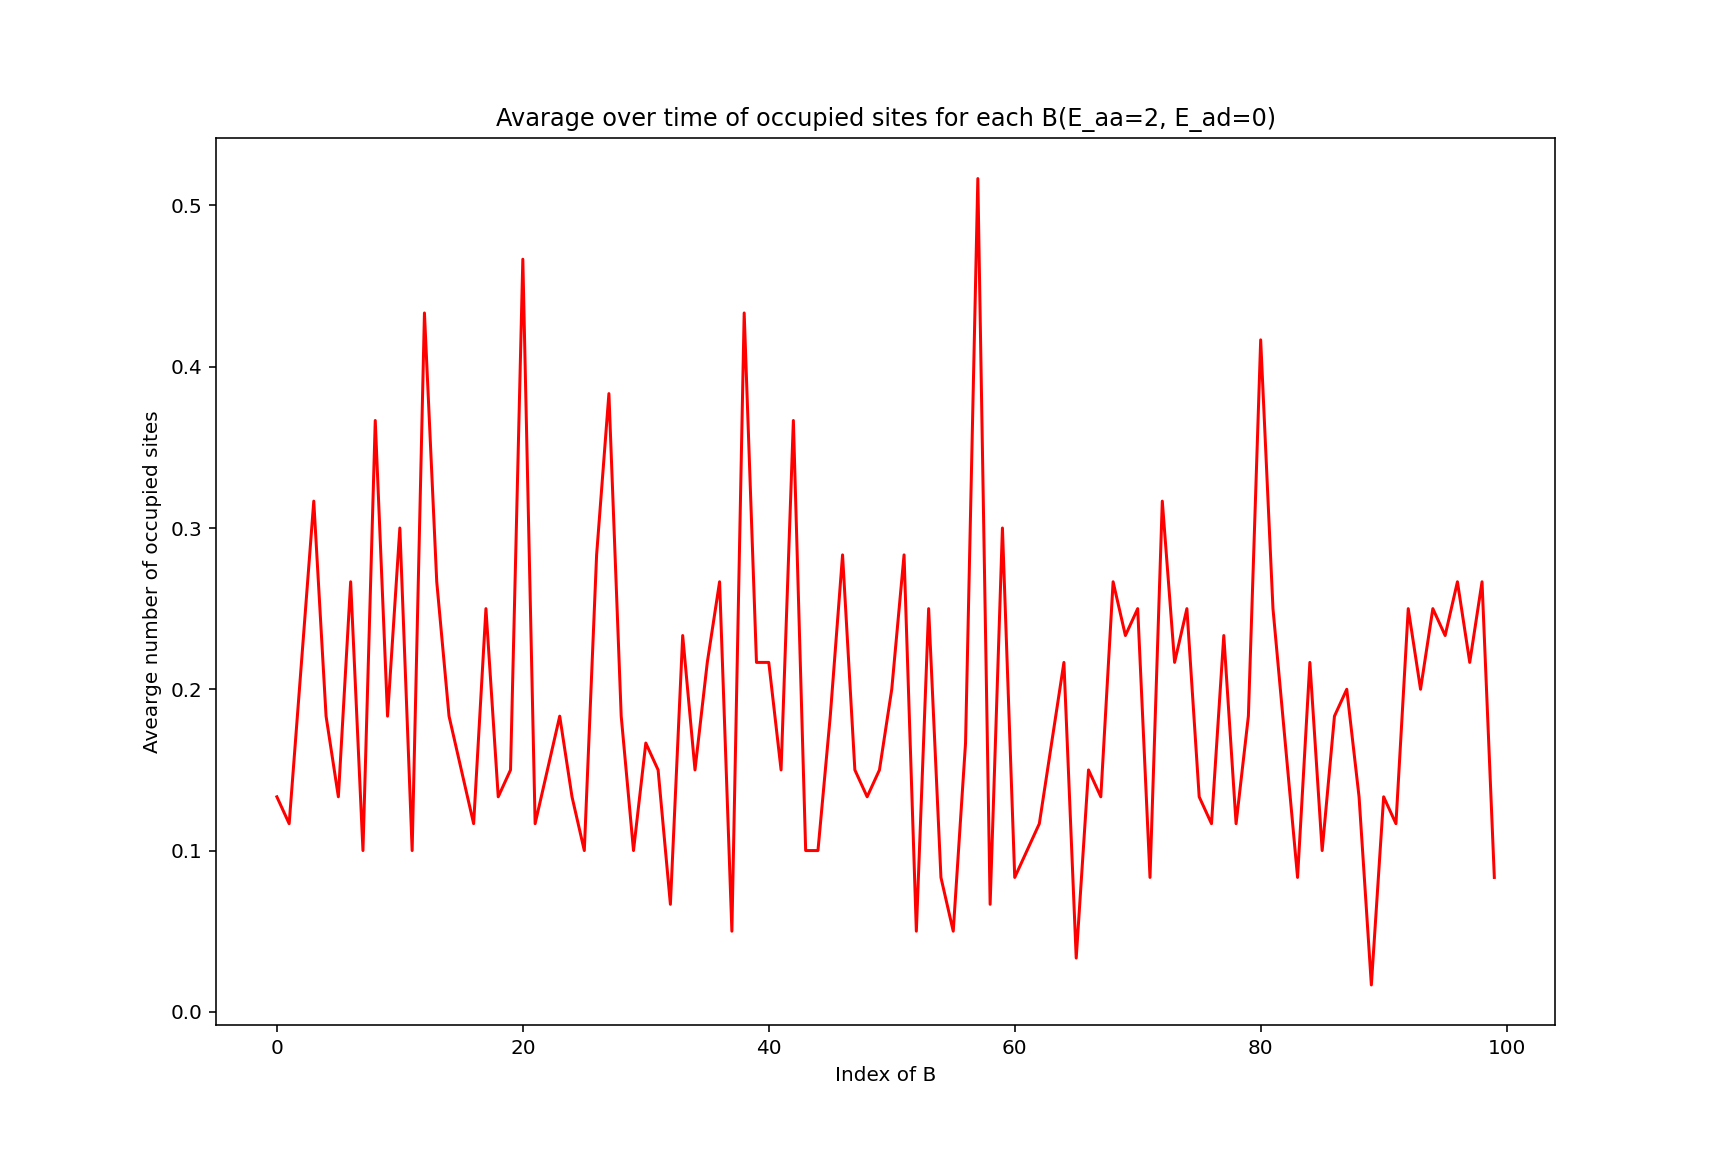 Avarage over time of occupied sites for each B(E_aa=2, E_ad=0)
Avearge number of occupied sites
0.5
0.4
0.3
0.2
0.1
0.0
0 20 40 60 80 100
Index of B